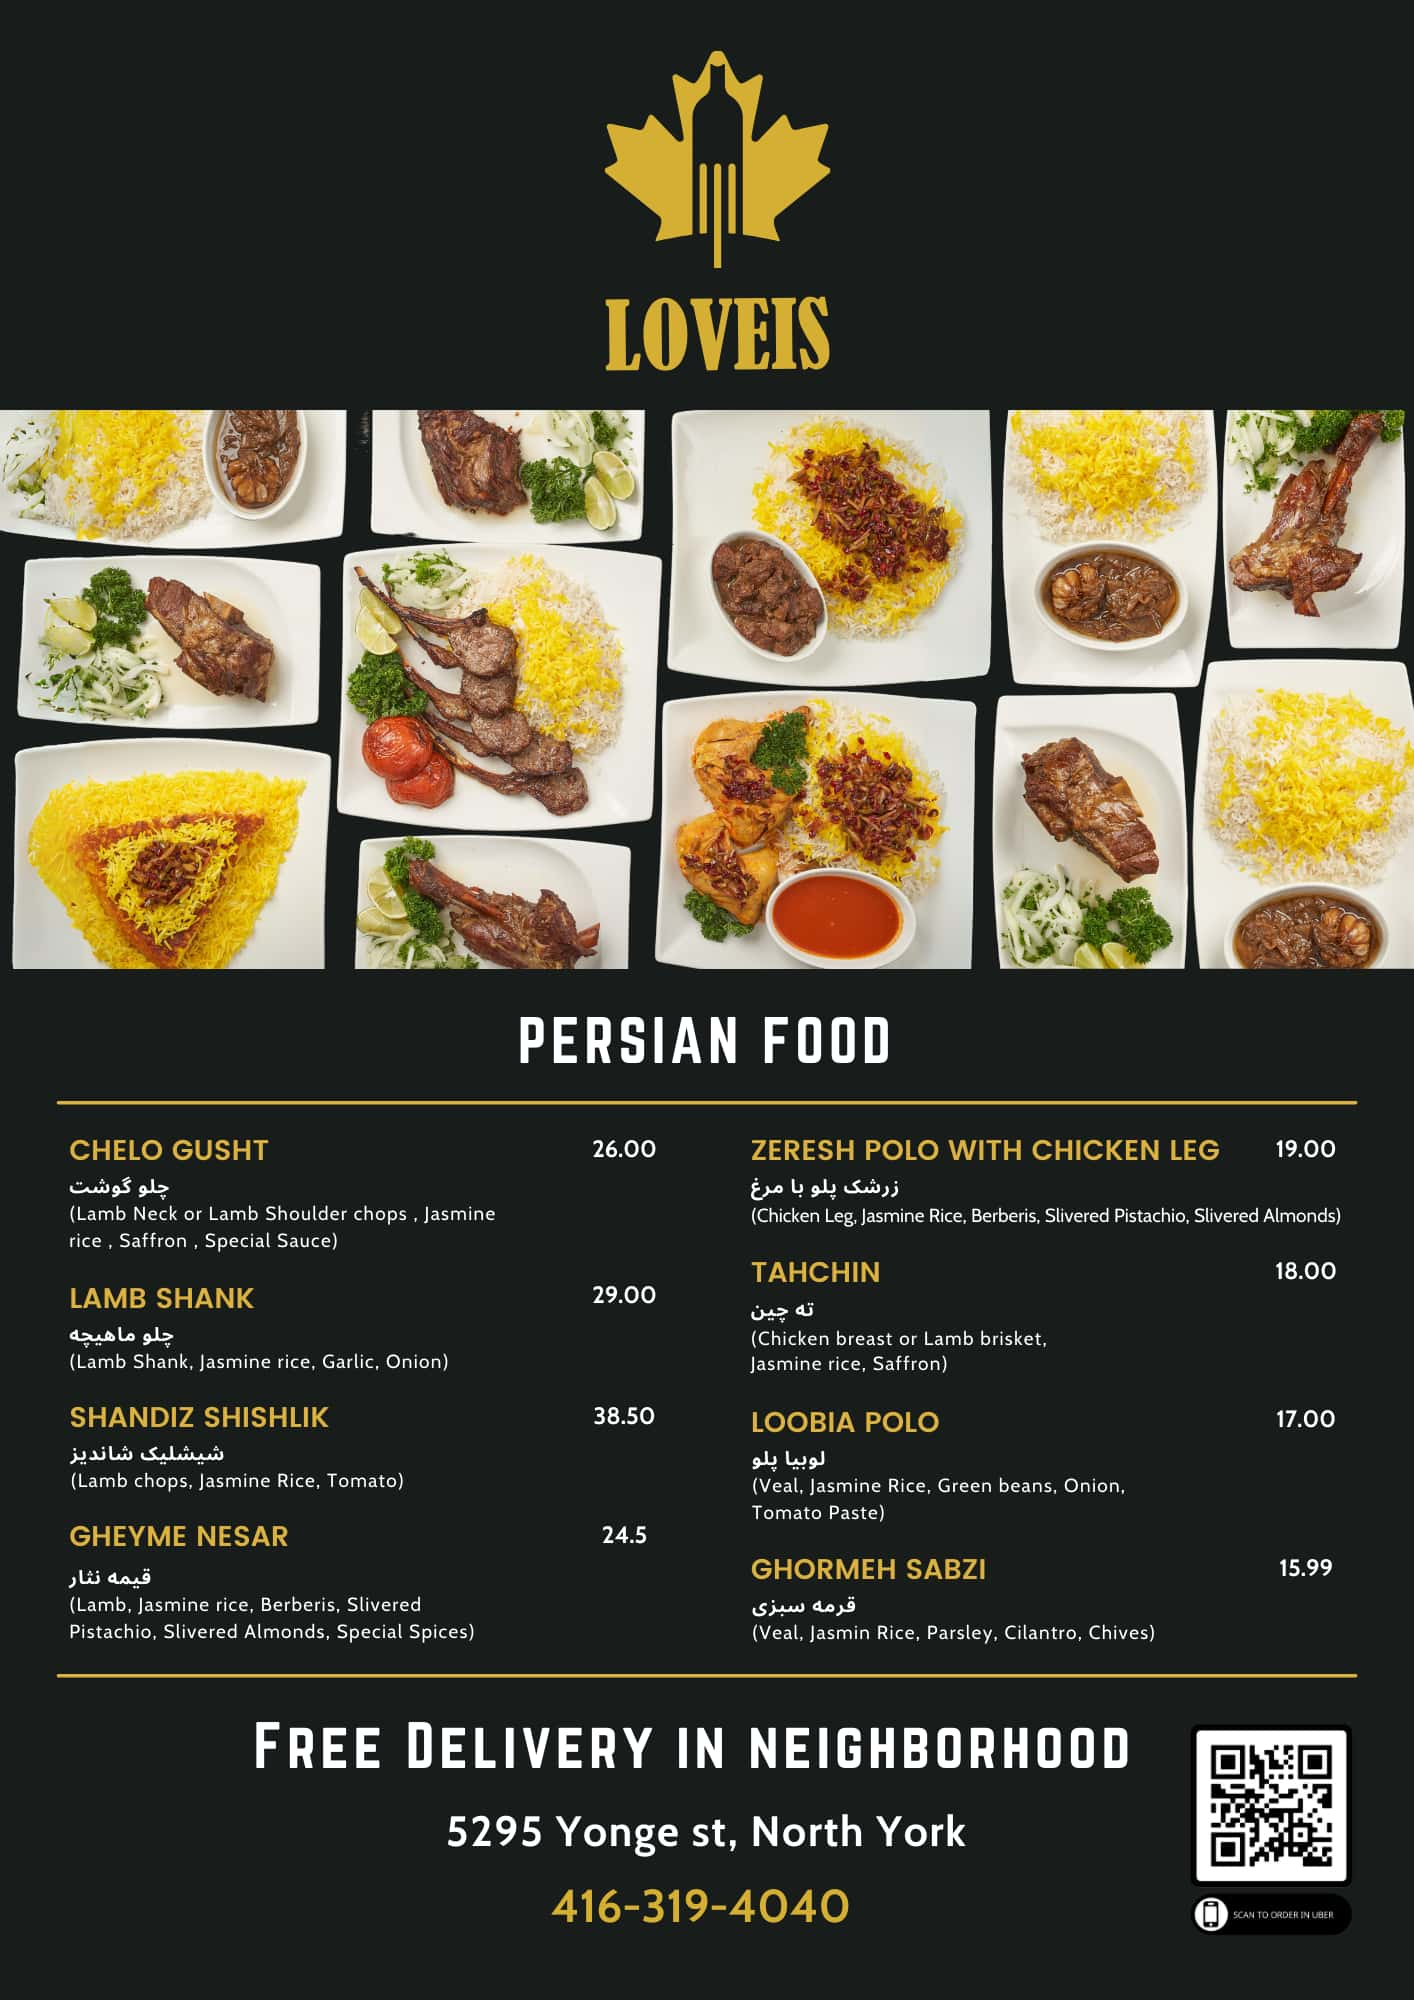 LOVEIS
PERSIAN FOOD
CHELO GUSHT 26.00
چلو گوشت
(Lamb Neck or Lamb Shoulder chops , Jasmine
rice , Saffron , Special Sauce)
LAMB SHANK 29.00
چلو ماهیچه
(Lamb Shank, Jasmine rice, Garlic, Onion)
SHANDIZ SHISHLIK 38.50
شیشلیک شاندیز
(Lamb chops, Jasmine Rice, Tomato)
GHEYME NESAR 24.5
قیمه نثار
(Lamb, Jasmine rice, Berberis, Slivered
Pistachio, Slivered Almonds, Special Spices)
ZERESH POLO WITH CHICKEN LEG 19.00
زرشک پلو با مرغ
(Chicken Leg, Jasmine Rice, Berberis, Slivered Pistachio, Slivered Almonds)
TAHCHIN 18.00
ته چین
(Chicken breast or Lamb brisket,
Jasmine rice, Saffron)
LOOBIA POLO 17.00
لوبیا پلو
(Veal, Jasmine Rice, Green beans, Onion,
Tomato Paste)
GHORMEH SABZI 15.99
قرمه سبزی
(Veal, Jasmin Rice, Parsley, Cilantro, Chives)
FREE DELIVERY IN NEIGHBORHOOD
5295 Yonge st, North York
416-319-4040
SCAN TO ORDER IN UBER